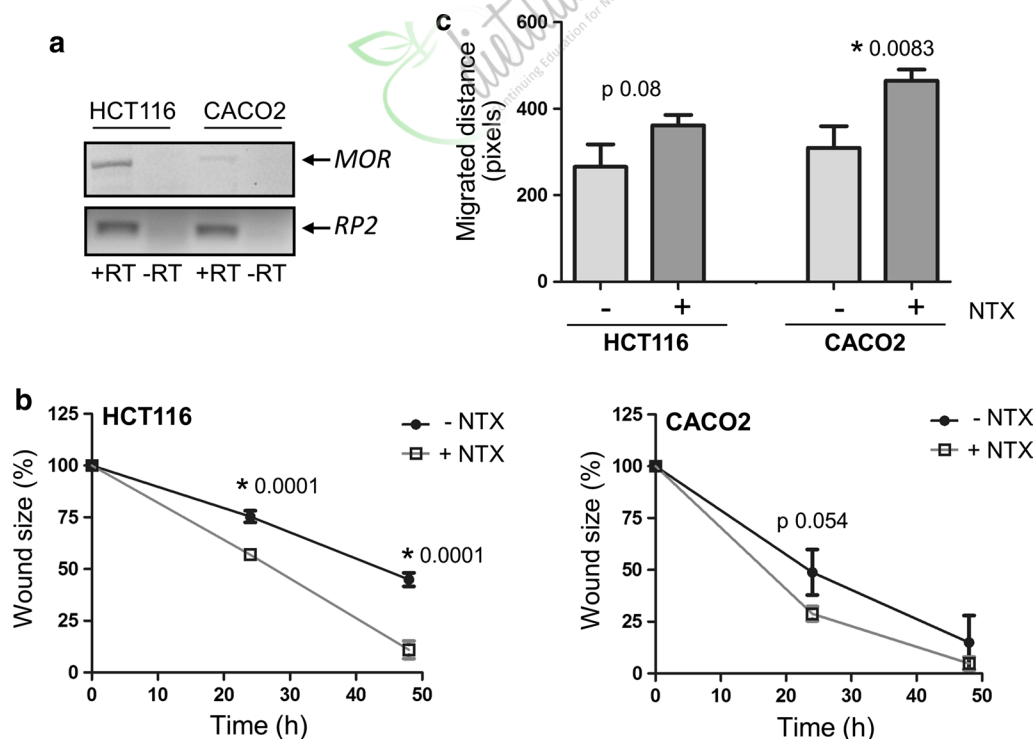 a
HCT116 CACO2
MOR
RP2
+RT -RT +RT -RT
c
Migrated distance
(pixels)
600
400
200
0
p 0.08
* 0.0083
- + - + NTX
HCT116 CACO2
b
HCT116
- NTX
+ NTX
Wound size (%)
125
100
75
50
25
0
* 0.0001
* 0.0001
0 10 20 30 40 50
Time (h)
CACO2
- NTX
+ NTX
Wound size (%)
125
100
75
50
25
0
p 0.054
0 10 20 30 40 50
Time (h)